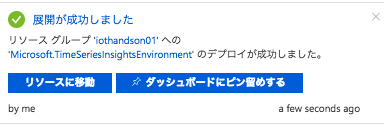 展開が成功しました
リソース グループ 'iothandson01' への
'Microsoft.TimeSeriesInsightsEnvironment' のデプロイが成功しました。
リソースに移動 ダッシュボードにピン留めする
by me a few seconds ago